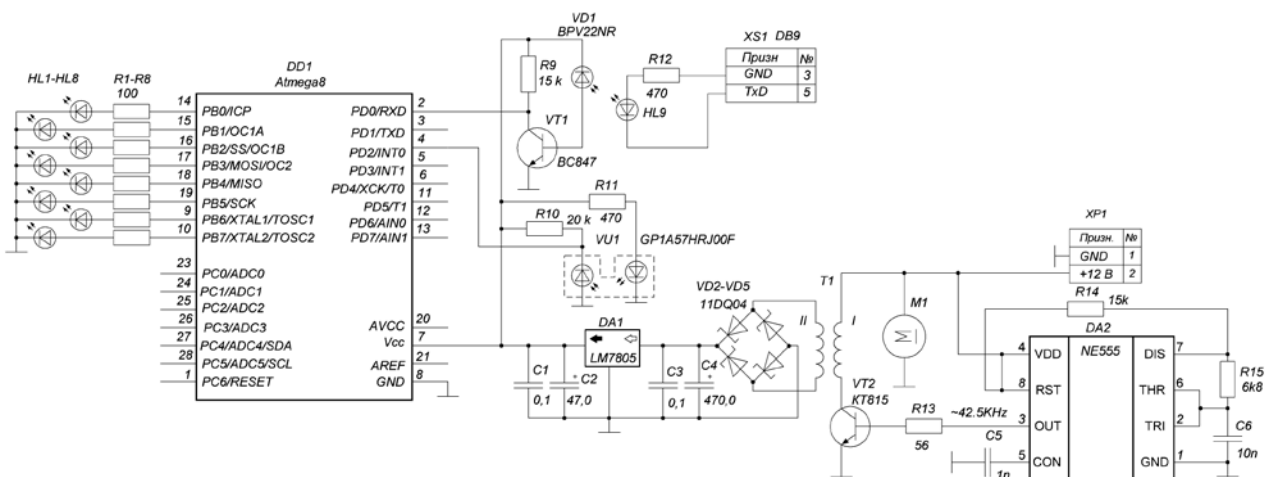 VD1
BPV22NR
XS1 DB9
Призн №
GND 3
TxD 5
R12
470
HL9
R9
15 k
VT1
BC847
HL1-HL8
R1-R8
100
DD1
Atmega8
14 PB0/ICP
15 PB1/OC1A
16 PB2/SS/OC1B
17 PB3/MOSI/OC2
18 PB4/MISO
19 PB5/SCK
9 PB6/XTAL1/TOSC1
10 PB7/XTAL2/TOSC2
23 PC0/ADC0
24 PC1/ADC1
25 PC2/ADC2
26 PC3/ADC3
27 PC4/ADC4/SDA
28 PC5/ADC5/SCL
1 PC6/RESET
PD0/RXD 2
PD1/TXD 3
PD2/INT0 4
PD3/INT1 5
PD4/XCK/T0 6
PD5/T1 11
PD6/AIN0 12
PD7/AIN1 13
AVCC 20
Vcc 7
AREF 21
GND 8
R11
470
R10
20 k
VU1
GP1A57HRJ00F
DA1
LM7805
C1
0,1
+ C2
47,0
C3
0,1
C4
+
470,0
VD2-VD5
11DQ04
T1
II
I
M1
M
VT2
КТ815
R13
56
~42.5KHz
XP1
Призн. №
GND 1
+12 В 2
R14
15k
DA2
NE555
4 VDD
8 RST
3 OUT
5 CON
DIS 7
THR 6
TRI 2
GND 1
R15
6k8
C6
10n
C5
1n